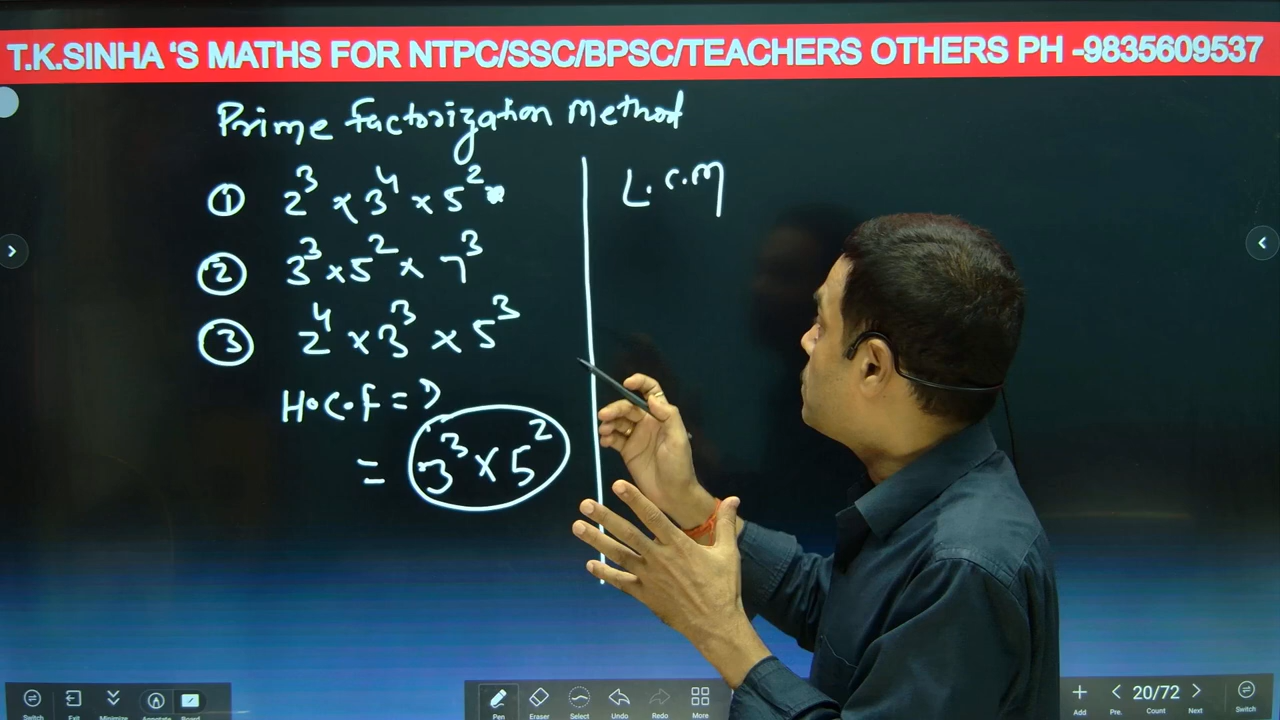 T.K.SINHA 'S MATHS FOR NTPC/SSC/BPSC/TEACHERS OTHERS PH -9835609537
Prime factorization Method
① 2³ × 3⁴ × 5²
② 3³ × 5² × 7³
③ 2⁴ × 3³ × 5³
H.C.F = ?
= 3³ × 5²
L.C.M
Switch Exit Minimize Annotate Board
Pen Eraser Select Undo Redo More
Add Pre. 20/72 Count Next Switch